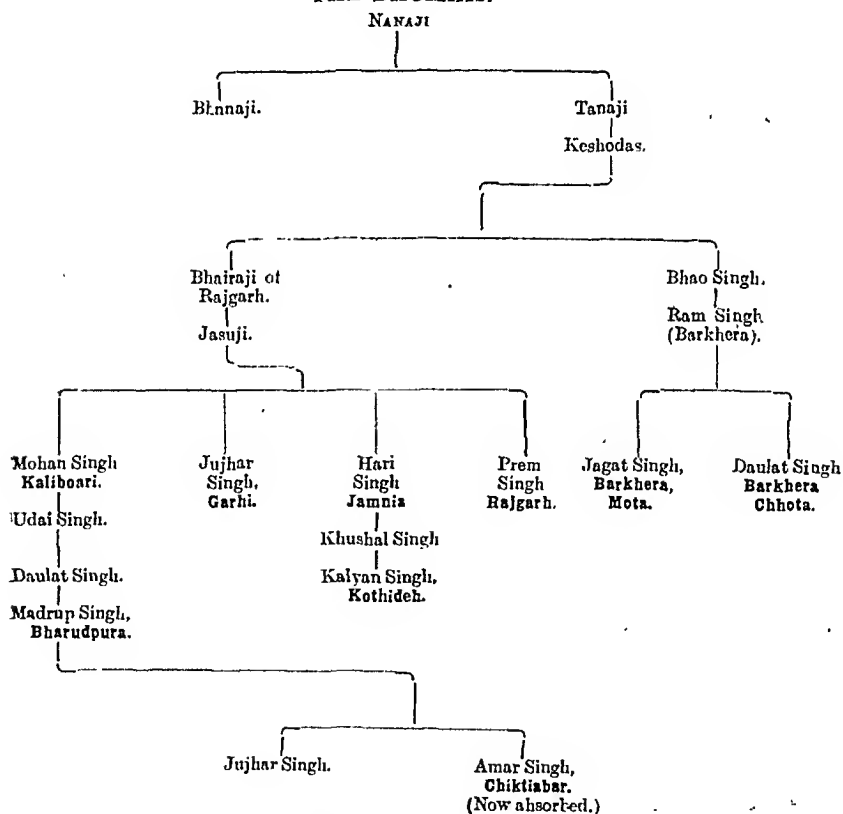 NANAJI
Bhnnaji.
Tanaji
Keshodas.
Bhairaji of
Rajgarh.
Jasuji.
Bhao Singh.
Ram Singh
(Barkhera).
Mohan Singh
Kaliboari.
Udai Singh.
Daulat Singh.
Madrup Singh,
Bharudpura.
Jujhar
Singh,
Garhi.
Hari
Singh
Jamnia
Khushal Singh
Kalyan Singh,
Kothideh.
Prem
Singh
Rajgarh.
Jagat Singh,
Barkhera,
Mota.
Daulat Singh
Barkhera
Chhota.
Jujhar Singh.
Amar Singh,
Chiktiabar.
(Now absorbed.)